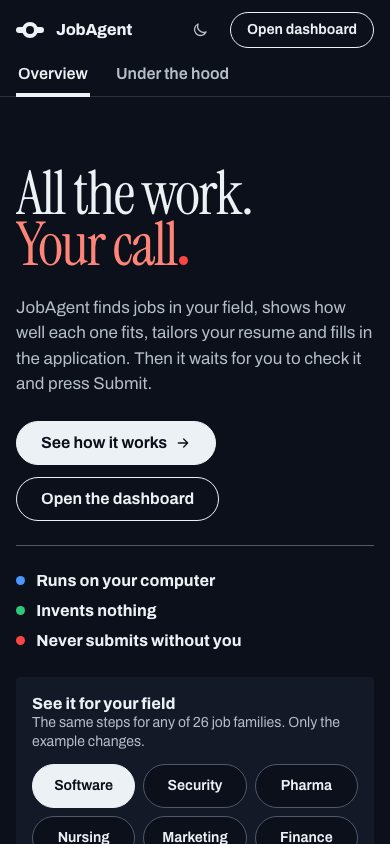 JobAgent
Open dashboard
Overview
Under the hood
All the work.
Your call.
JobAgent finds jobs in your field, shows how
well each one fits, tailors your resume and fills in
the application. Then it waits for you to check it
and press Submit.
See how it works →
Open the dashboard
Runs on your computer
Invents nothing
Never submits without you
See it for your field
The same steps for any of 26 job families. Only the
example changes.
Software
Security
Pharma
Nursing
Marketing
Finance